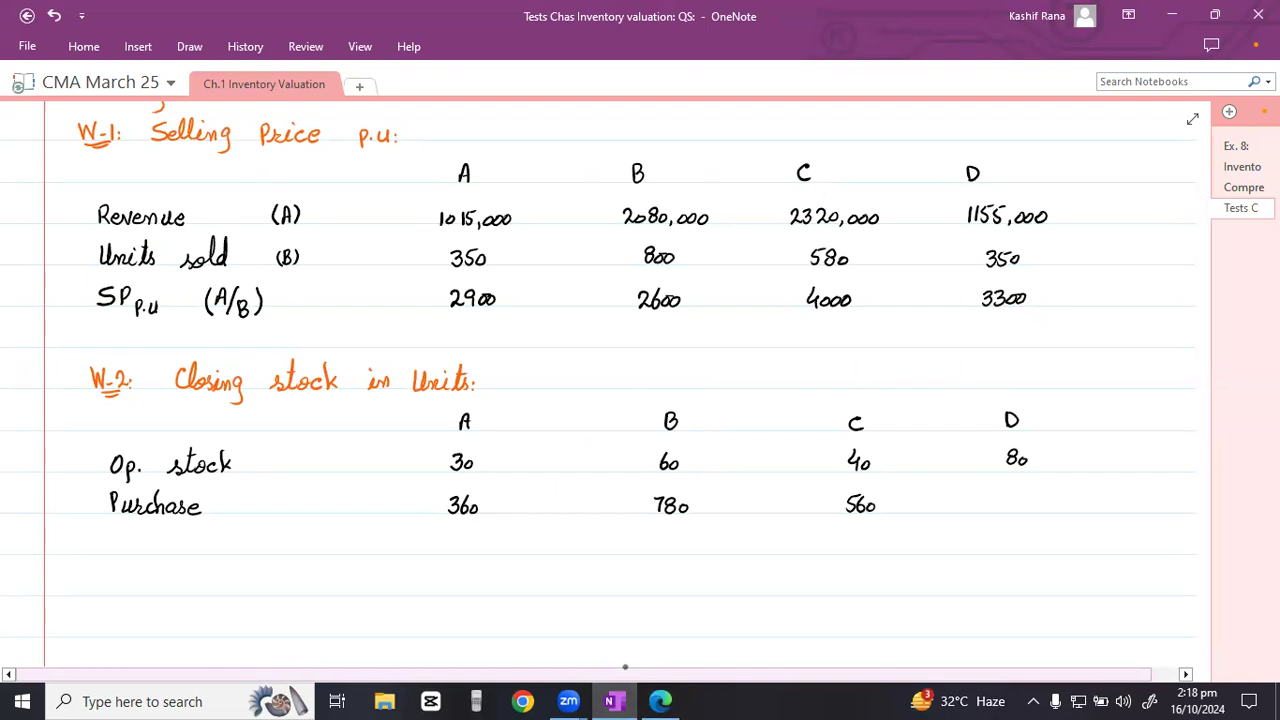 Tests Chas Inventory valuation: QS: - OneNote
Kashif Rana
File Home Insert Draw History Review View Help
CMA March 25
Ch.1 Inventory Valuation
Search Notebooks
W-1: Selling Price p.u:
A B C D
Revenue (A) 1015,000 2080,000 2320,000 1155,000
Units sold (B) 350 800 580 350
SP p.u (A/B) 2900 2600 4000 3300
W-2: Closing stock in Units:
A B C D
Op. stock 30 60 40 80
Purchase 360 780 560
Ex. 8:
Invento
Compre
Tests C
Type here to search
3
32°C Haze
2:18 pm
16/10/2024